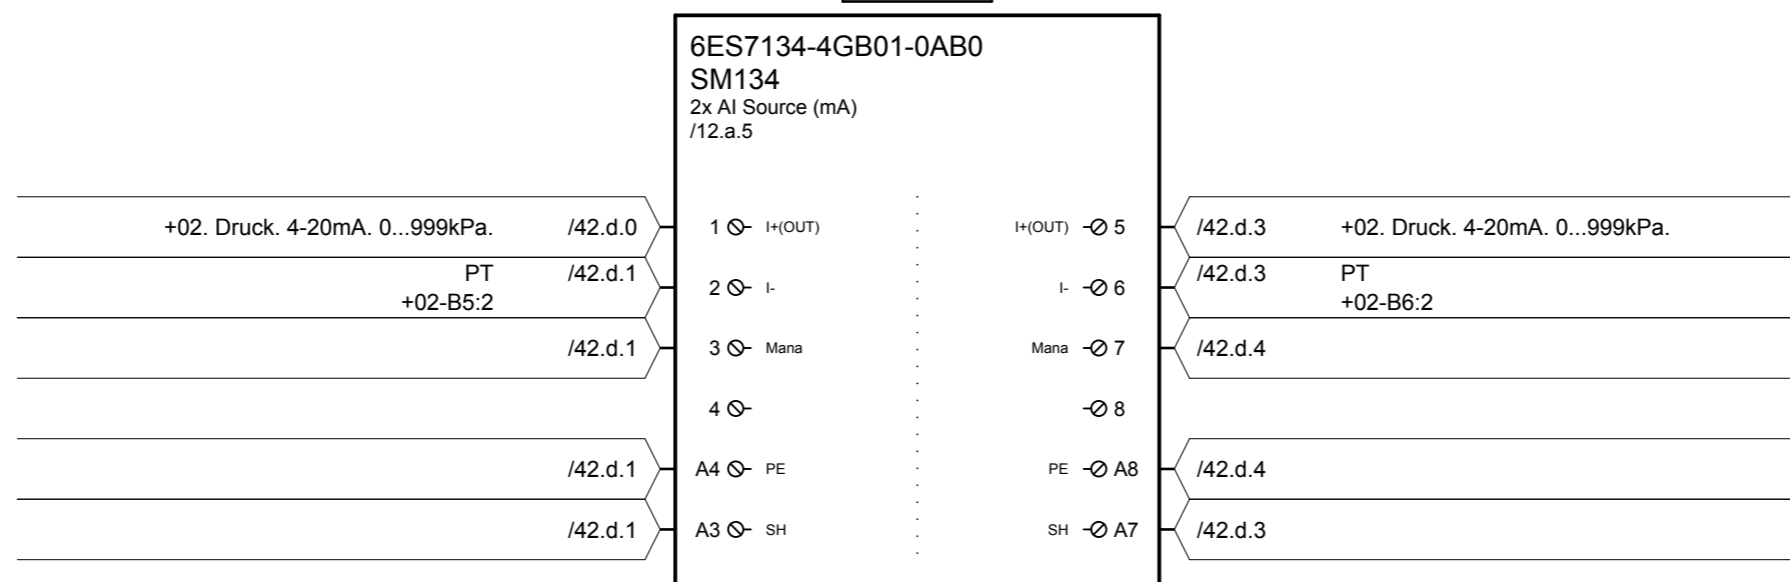 6ES7134-4GB01-0AB0
SM134
2x AI Source (mA)
/12.a.5
+02. Druck. 4-20mA. 0...999kPa. /42.d.0 1 I+(OUT) I+(OUT) 5 /42.d.3 +02. Druck. 4-20mA. 0...999kPa.
PT /42.d.1 2 I- I- 6 /42.d.3 PT
+02-B5:2 +02-B6:2
/42.d.1 3 Mana Mana 7 /42.d.4
4 8
/42.d.1 A4 PE PE A8 /42.d.4
/42.d.1 A3 SH SH A7 /42.d.3